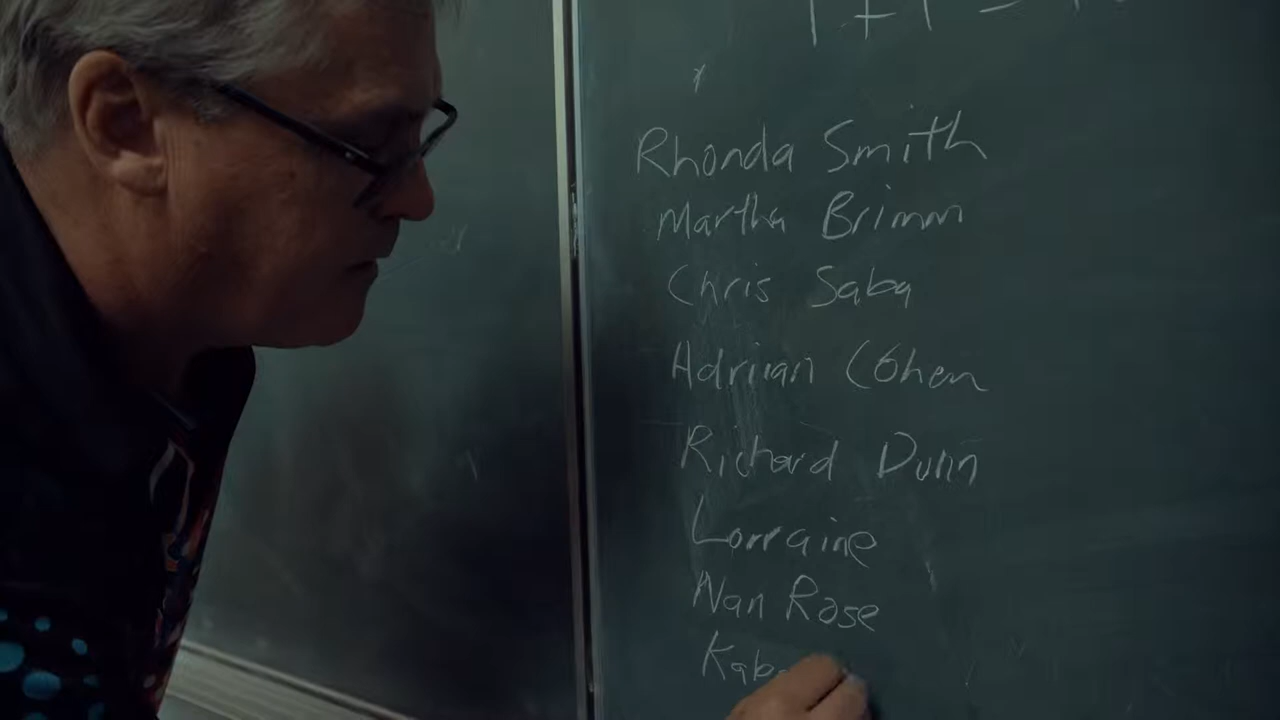 Rhonda Smith
Martha Brimm
Chris Saba
Adrian Cohen
Richard Dunn
Lorraine
Nan Rose